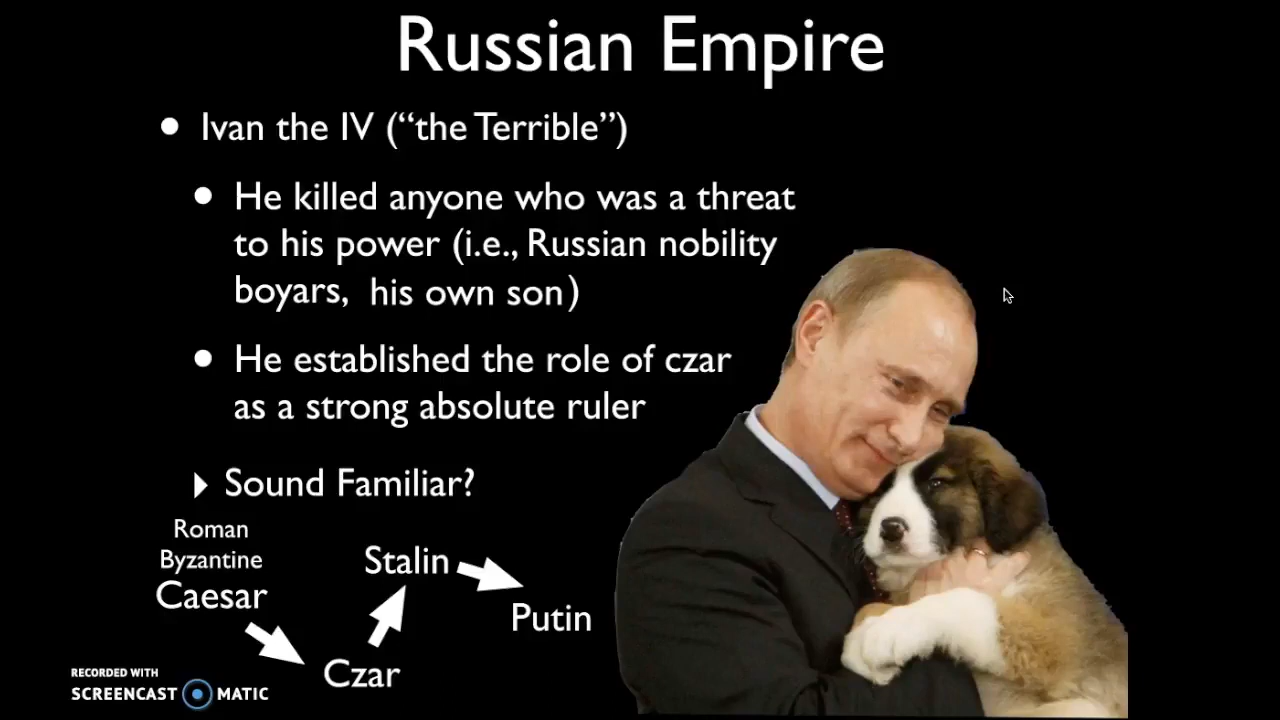 Russian Empire
Ivan the IV (“the Terrible”)
He killed anyone who was a threat
to his power (i.e., Russian nobility
boyars, his own son)
He established the role of czar
as a strong absolute ruler
Sound Familiar?
Roman
Byzantine
Caesar
Czar
Stalin
Putin
RECORDED WITH
SCREENCAST MATIC